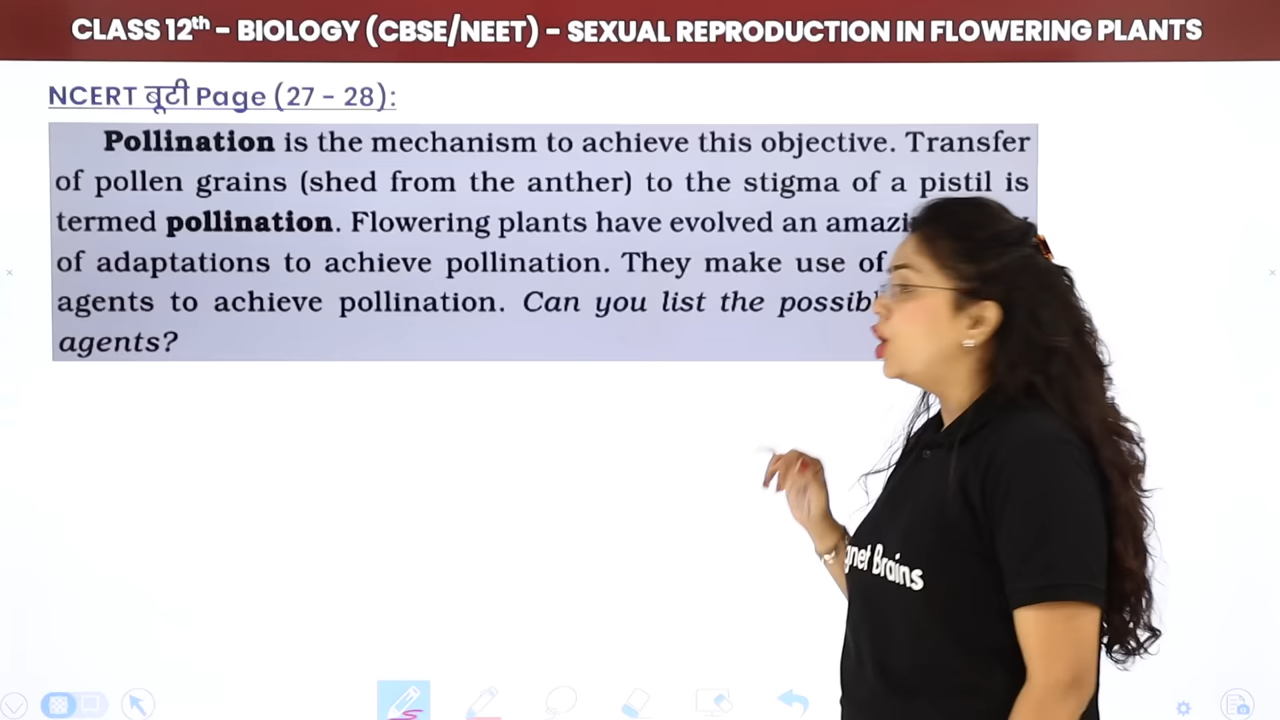 CLASS 12th – BIOLOGY (CBSE/NEET) – SEXUAL REPRODUCTION IN FLOWERING PLANTS
NCERT बूटी Page (27 – 28):
Pollination is the mechanism to achieve this objective. Transfer
of pollen grains (shed from the anther) to the stigma of a pistil is
termed pollination. Flowering plants have evolved an
of adaptations to achieve pollination. They make use of
agents to achieve pollination. Can you list the
agents?
gnet Brains